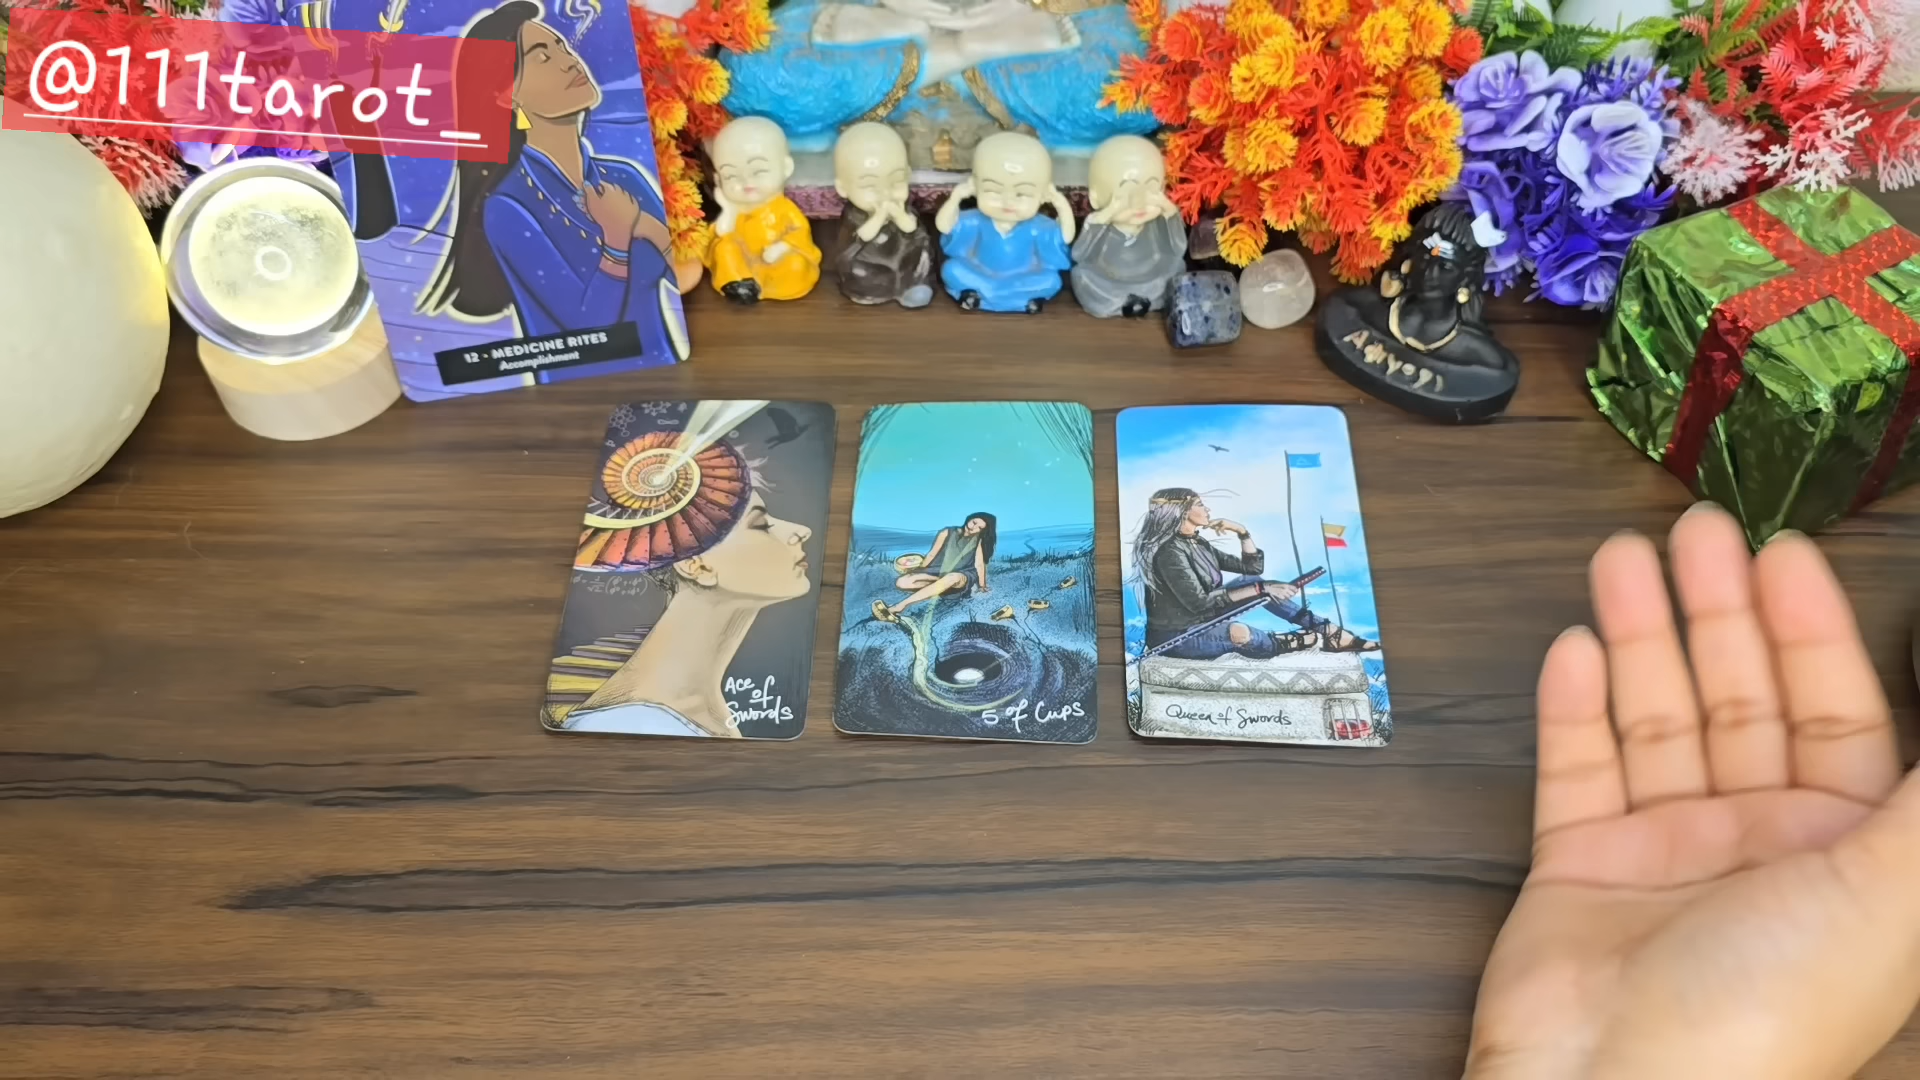 @111tarot_
12 - MEDICINE RITES
Accomplishment
Ace
of
Swords
5 of Cups
Queen of Swords
Adiyogi